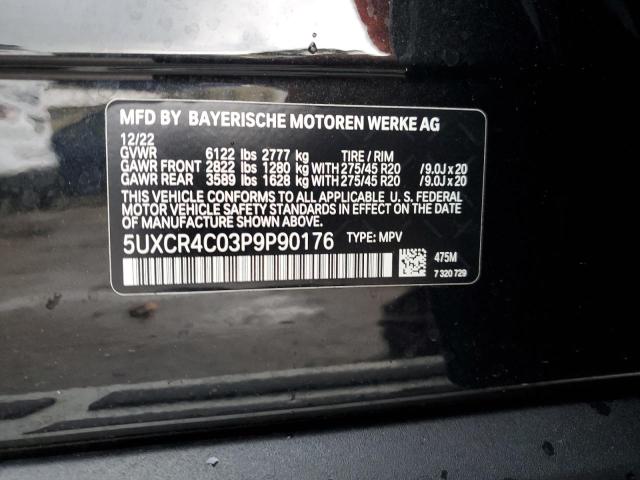 MFD BY BAYERISCHE MOTOREN WERKE AG
12/22
GVWR 6122 lbs 2777 kg TIRE / RIM
GAWR FRONT 2822 lbs 1280 kg WITH 275/45 R20 /9.0J x 20
GAWR REAR 3589 lbs 1628 kg WITH 275/45 R20 /9.0J x 20
THIS VEHICLE CONFORMS TO ALL APPLICABLE U. S. FEDERAL
MOTOR VEHICLE SAFETY STANDARDS IN EFFECT ON THE DATE
OF MANUFACTURE SHOWN ABOVE.
5UXCR4C03P9P90176 TYPE: MPV
475M
7 320 729